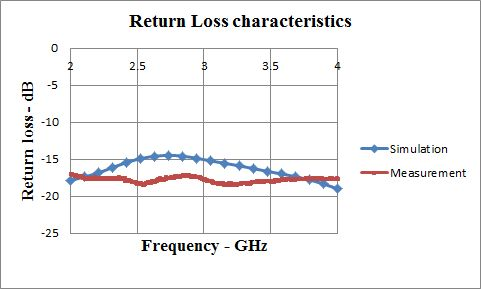 Return Loss characteristics
0
2 2.5 3 3.5 4
-5
-10
-15
-20
-25
Return loss - dB
Frequency - GHz
Simulation
Measurement